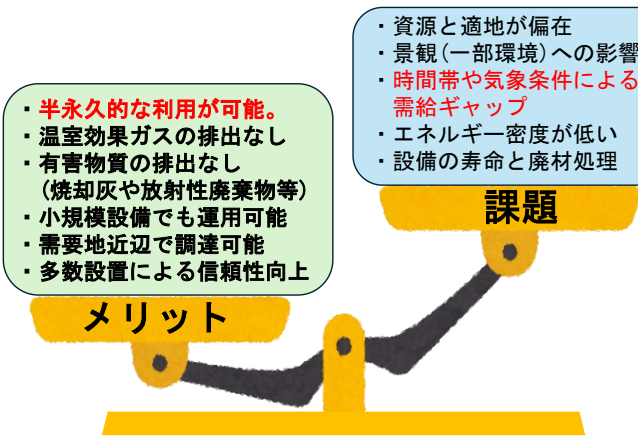 ・資源と適地が偏在
・景観(一部環境)への影響
・時間帯や気象条件による
需給ギャップ
・エネルギー密度が低い
・設備の寿命と廃材処理
課題
・半永久的な利用が可能。
・温室効果ガスの排出なし
・有害物質の排出なし
(焼却灰や放射性廃棄物等)
・小規模設備でも運用可能
・需要地近辺で調達可能
・多数設置による信頼性向上
メリット